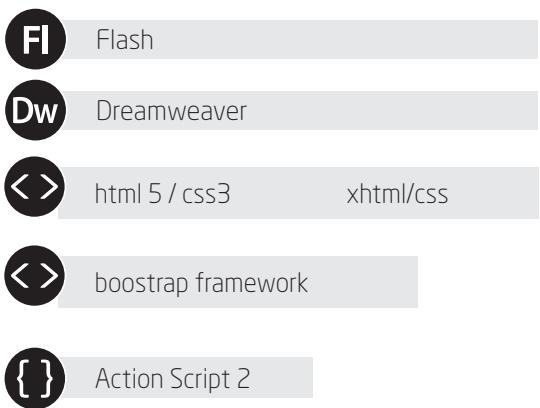 Fl Flash
Dw Dreamweaver
<> html 5 / css3 xhtml/css
<> boostrap framework
{} Action Script 2